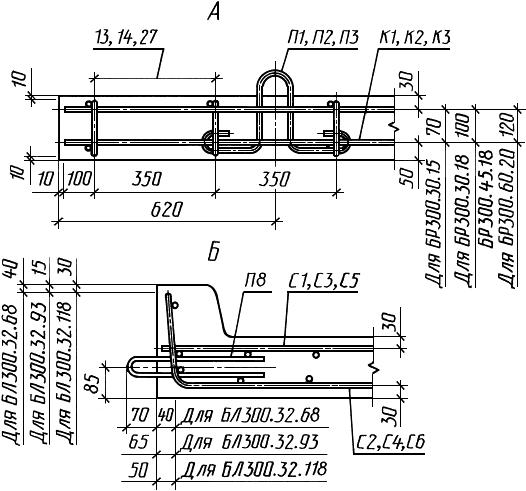 А
13, 14, 27
П1, П2, П3
К1, К2, К3
10
10
10
100
350
350
620
30
50
70
100
120
Для БР300.30.15
Для БР300.30.18
БР300.45.18
Для БР300.60.20
Б
40
15
30
Для БЛ300.32.68
Для БЛ300.32.93
Для БЛ300.32.118
П8
С1, С3, С5
30
85
30
С2, С4, С6
70 40 Для БЛ300.32.68
65 Для БЛ300.32.93
50 Для БЛ300.32.118